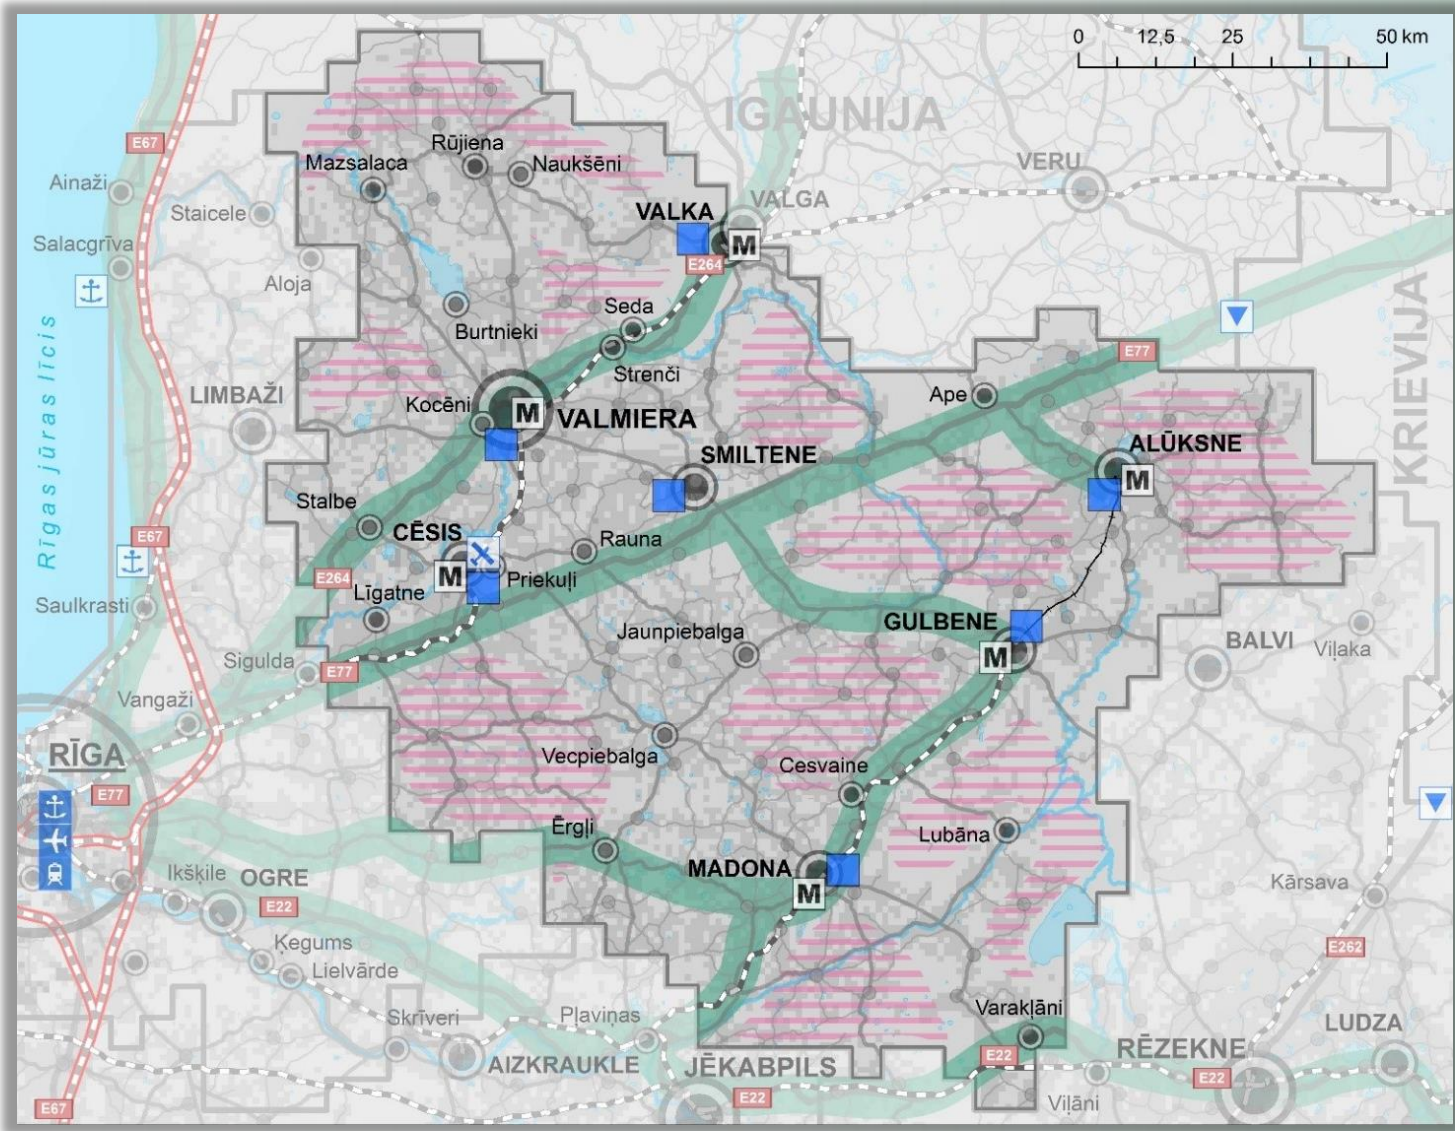 0 12,5 25 50 km
IGAUNIJA
E67
Rūjiena
Mazsalaca
Naukšēni
VERU
Ainaži
Staicele
VALKA
VALGA
M
Salacgrīva
E264
Aloja
KRIEVIJA
Rīgas jūras līcis
Burtnieki
Seda
Strenči
E77
LIMBAŽI
Kocēni
M
VALMIERA
Ape
SMILTENE
ALŪKSNE
M
Stalbe
E67
CĒSIS
Rauna
M
Priekuļi
E264
Līgatne
Saulkrasti
GULBENE
Jaunpiebalga
M
BALVI
Viļaka
Sigulda
E77
Vangaži
RĪGA
Vecpiebalga
Cesvaine
E77
Ērgļi
Lubāna
MADONA
M
Ikšķile
OGRE
E22
Kārsava
Ķegums
Lielvārde
E262
Skrīveri
Pļaviņas
Varakļāni
LUDZA
AIZKRAUKLE
JĒKABPILS
E22
RĒZEKNE
E22
E22
E67
Viļāni